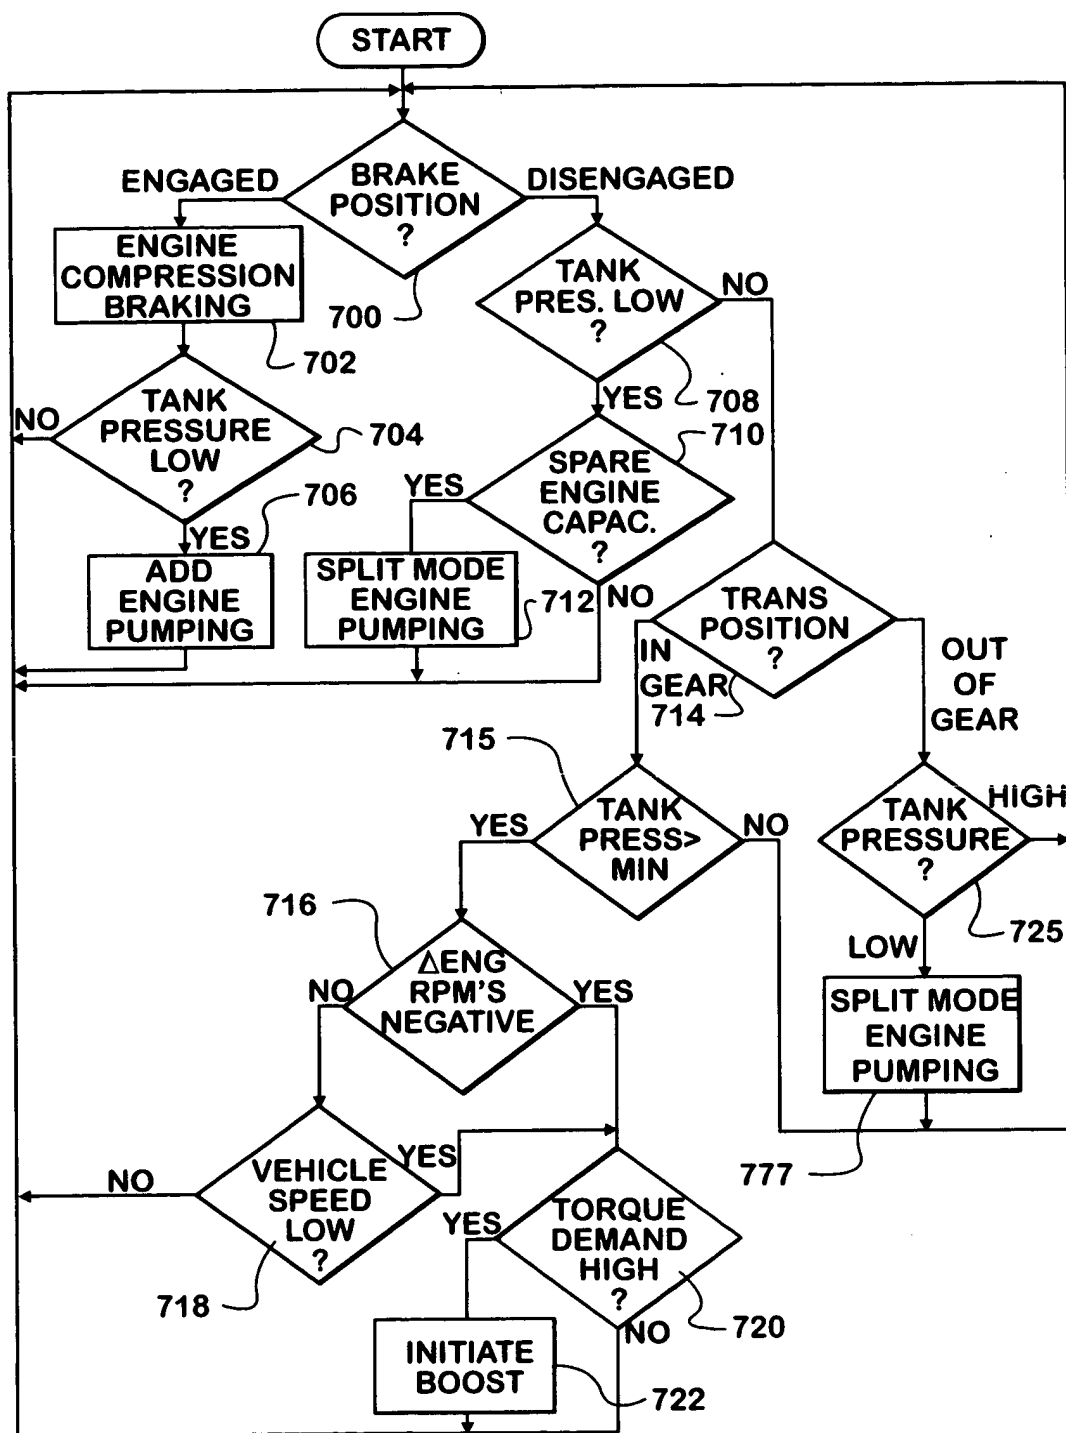 START
ENGAGED
BRAKE
POSITION
?
DISENGAGED
700
ENGINE
COMPRESSION
BRAKING
702
TANK
PRES. LOW
?
NO
YES
708
NO
TANK
PRESSURE
LOW
?
704
YES
706
ADD
ENGINE
PUMPING
710
YES
SPARE
ENGINE
CAPAC.
?
NO
SPLIT MODE
ENGINE
PUMPING
712
TRANS
POSITION
?
IN
GEAR
714
OUT
OF
GEAR
715
YES
TANK
PRESS>
MIN
NO
TANK
PRESSURE
?
HIGH
725
LOW
SPLIT MODE
ENGINE
PUMPING
777
716
NO
ΔENG
RPM'S
NEGATIVE
YES
NO
VEHICLE
SPEED
LOW
?
YES
718
YES
TORQUE
DEMAND
HIGH
?
720
NO
INITIATE
BOOST
722